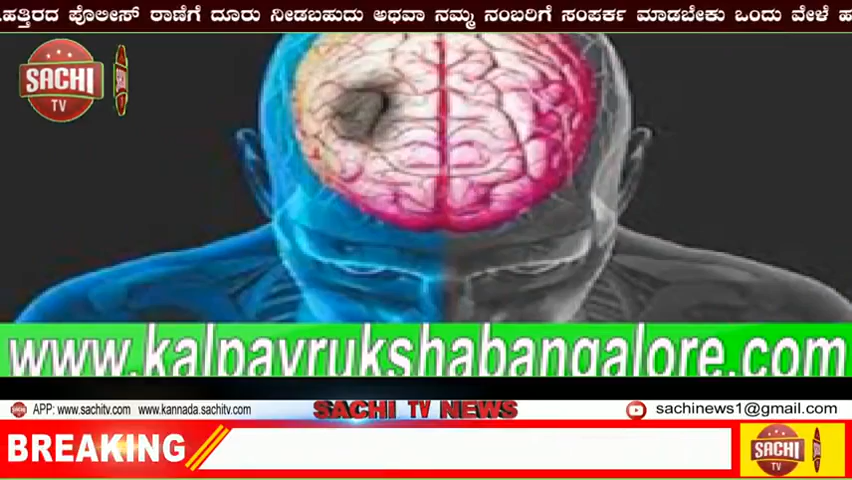 .ಹತ್ತಿರದ ಪೊಲೀಸ್ ಠಾಣೆಗೆ ದೂರು ನೀಡಬಹುದು ಅಥವಾ ನಮ್ಮ ನಂಬರಿಗೆ ಸಂಪರ್ಕ ಮಾಡಬೇಕು ಒಂದು ವೇಳೆ ಹ
SACHI
TV
www.kalpavrukshabangalore.com
APP: www.sachitv.com www.kannada.sachitv.com
SACHI TV NEWS
sachinews1@gmail.com
BREAKING
SACHI
TV